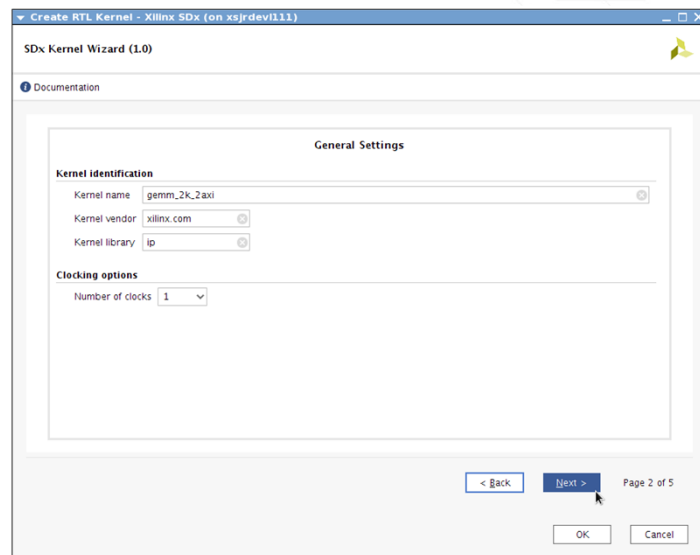 Create RTL Kernel - Xilinx SDx (on xsjrdevl111)
SDx Kernel Wizard (1.0)
Documentation
General Settings
Kernel identification
Kernel name gemm_2k_2axi
Kernel vendor xilinx.com
Kernel library ip
Clocking options
Number of clocks 1
< Back Next > Page 2 of 5
OK Cancel